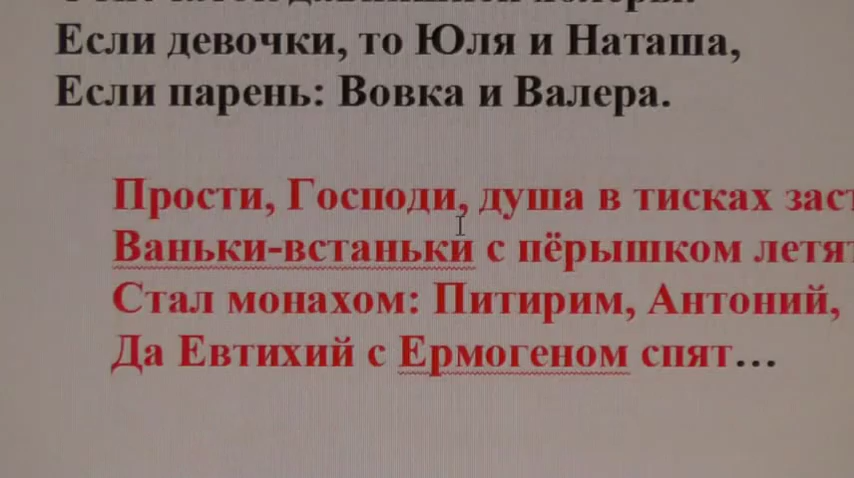 Если девочки, то Юля и Наташа,
Если парень: Вовка и Валера.
Прости, Господи, душа в тисках
Ваньки-встаньки с пёрышком
Стал монахом: Питирим, Антоний,
Да Евтихий с Ермогеном спят...